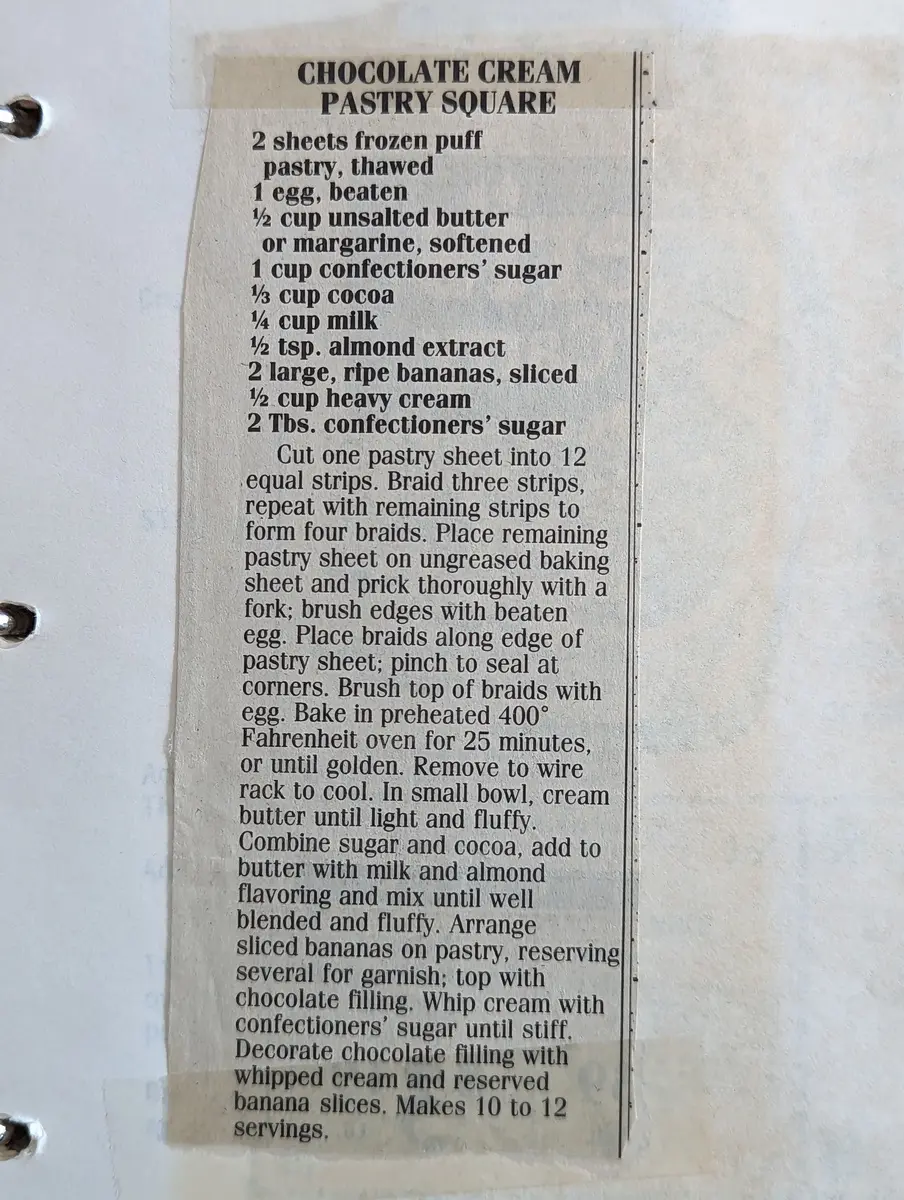 CHOCOLATE CREAM
PASTRY SQUARE
2 sheets frozen puff
pastry, thawed
1 egg, beaten
½ cup unsalted butter
or margarine, softened
1 cup confectioners' sugar
⅓ cup cocoa
¼ cup milk
½ tsp. almond extract
2 large, ripe bananas, sliced
½ cup heavy cream
2 Tbs. confectioners' sugar
Cut one pastry sheet into 12
equal strips. Braid three strips,
repeat with remaining strips to
form four braids. Place remaining
pastry sheet on ungreased baking
sheet and prick thoroughly with a
fork; brush edges with beaten
egg. Place braids along edge of
pastry sheet; pinch to seal at
corners. Brush top of braids with
egg. Bake in preheated 400°
Fahrenheit oven for 25 minutes,
or until golden. Remove to wire
rack to cool. In small bowl, cream
butter until light and fluffy.
Combine sugar and cocoa, add to
butter with milk and almond
flavoring and mix until well
blended and fluffy. Arrange
sliced bananas on pastry, reserving
several for garnish; top with
chocolate filling. Whip cream with
confectioners' sugar until stiff.
Decorate chocolate filling with
whipped cream and reserved
banana slices. Makes 10 to 12
servings.